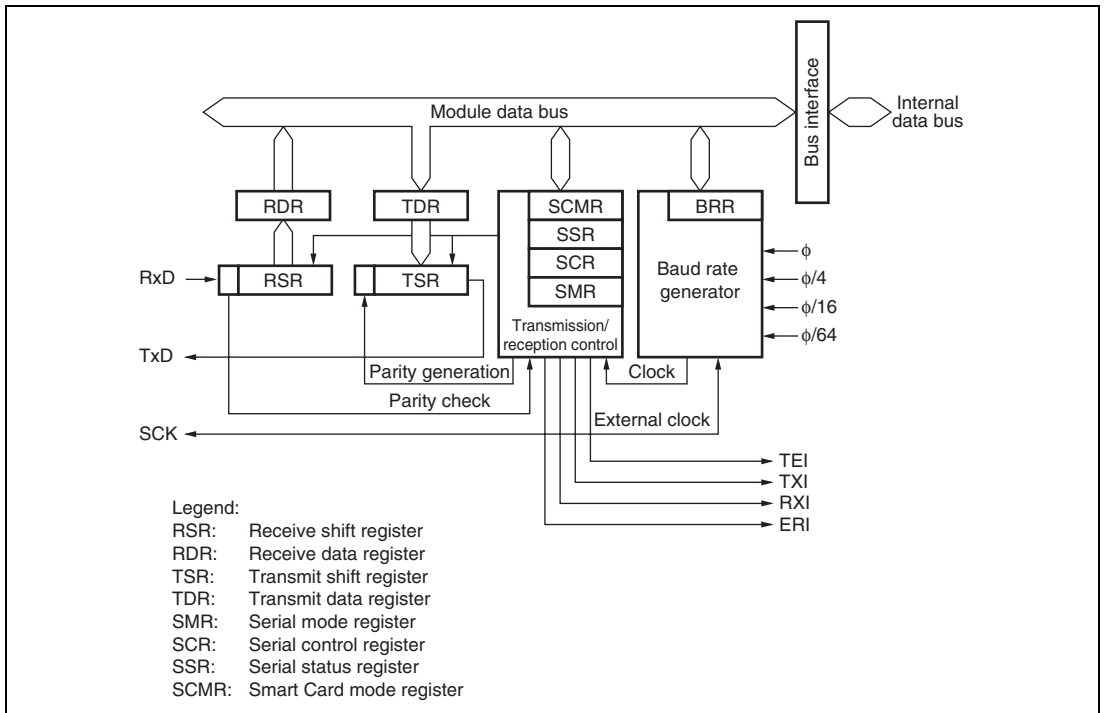 Module data bus
Bus interface
Internal
data bus
RDR
TDR
SCMR
BRR
SSR
SCR
SMR
RxD
RSR
TSR
Baud rate
generator
ϕ
ϕ/4
ϕ/16
ϕ/64
Transmission/
reception control
TxD
Parity generation
Clock
Parity check
External clock
SCK
TEI
TXI
RXI
ERI
Legend:
RSR: Receive shift register
RDR: Receive data register
TSR: Transmit shift register
TDR: Transmit data register
SMR: Serial mode register
SCR: Serial control register
SSR: Serial status register
SCMR: Smart Card mode register